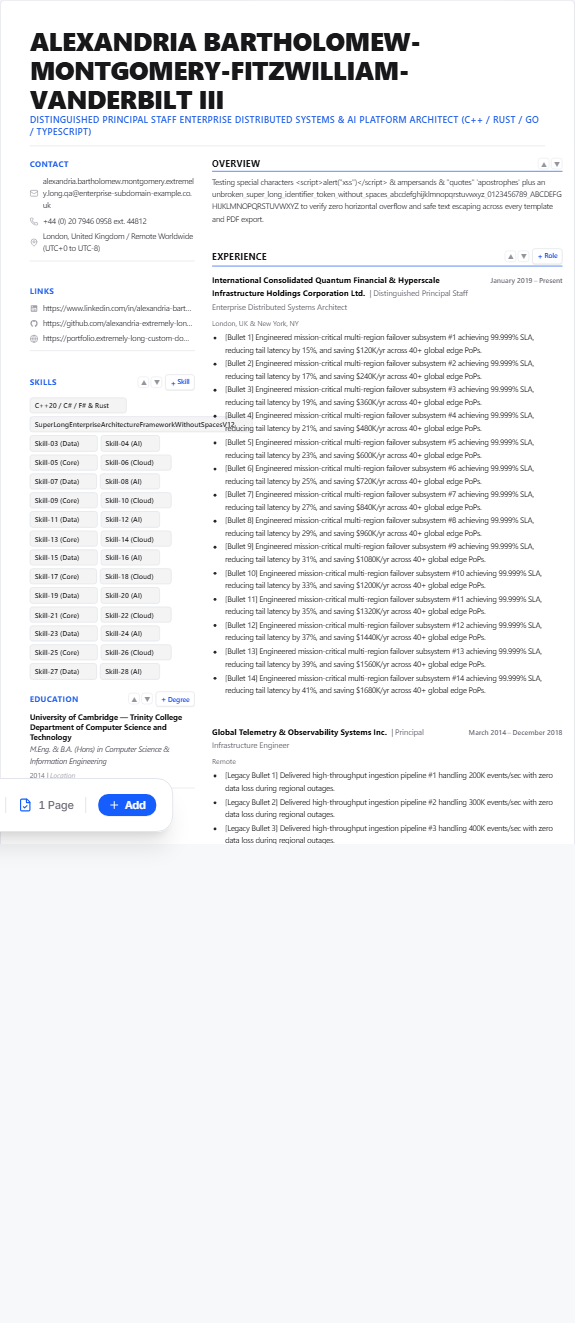 ALEXANDRIA BARTHOLOMEW-
MONTGOMERY-FITZWILLIAM-
VANDERBILT III
DISTINGUISHED PRINCIPAL STAFF ENTERPRISE DISTRIBUTED SYSTEMS & AI PLATFORM ARCHITECT (C++ / RUST / GO
/ TYPESCRIPT)
CONTACT
alexandria.bartholomew.montgomery.extremel
y.long.qa@enterprise-subdomain-example.co.
uk
+44 (0) 20 7946 0958 ext. 44812
London, United Kingdom / Remote Worldwide
(UTC+0 to UTC-8)
LINKS
https://www.linkedin.com/in/alexandria-bart...
https://github.com/alexandria-extremely-lon...
https://portfolio.extremely-long-custom-do...
SKILLS
▲ ▼ + Skill
C++20 / C# / F# & Rust
SuperLongEnterpriseArchitectureFrameworkWithoutSpacesV12
Skill-03 (Data) Skill-04 (AI)
Skill-05 (Core) Skill-06 (Cloud)
Skill-07 (Data) Skill-08 (AI)
Skill-09 (Core) Skill-10 (Cloud)
Skill-11 (Data) Skill-12 (AI)
Skill-13 (Core) Skill-14 (Cloud)
Skill-15 (Data) Skill-16 (AI)
Skill-17 (Core) Skill-18 (Cloud)
Skill-19 (Data) Skill-20 (AI)
Skill-21 (Core) Skill-22 (Cloud)
Skill-23 (Data) Skill-24 (AI)
Skill-25 (Core) Skill-26 (Cloud)
Skill-27 (Data) Skill-28 (AI)
EDUCATION
▲ ▼ + Degree
University of Cambridge — Trinity College
Department of Computer Science and
Technology
M.Eng. & B.A. (Hons) in Computer Science &
Information Engineering
2014 | Location
1 Page
+ Add
OVERVIEW
▲ ▼
Testing special characters <script>alert("xss")</script> & ampersands & "quotes" 'apostrophes' plus an
unbroken_super_long_identifier_token_without_spaces_abcdefghijklmnopqrstuvwxyz_0123456789_ABCDEFG
HIJKLMNOPQRSTUVWXYZ to verify zero horizontal overflow and safe text escaping across every template
and PDF export.
EXPERIENCE
▲ ▼ + Role
International Consolidated Quantum Financial & Hyperscale
Infrastructure Holdings Corporation Ltd. | Distinguished Principal Staff
Enterprise Distributed Systems Architect
January 2019 - Present
London, UK & New York, NY
[Bullet 1] Engineered mission-critical multi-region failover subsystem #1 achieving 99.999% SLA,
reducing tail latency by 15%, and saving $120K/yr across 40+ global edge PoPs.
[Bullet 2] Engineered mission-critical multi-region failover subsystem #2 achieving 99.999% SLA,
reducing tail latency by 17%, and saving $240K/yr across 40+ global edge PoPs.
[Bullet 3] Engineered mission-critical multi-region failover subsystem #3 achieving 99.999% SLA,
reducing tail latency by 19%, and saving $360K/yr across 40+ global edge PoPs.
[Bullet 4] Engineered mission-critical multi-region failover subsystem #4 achieving 99.999% SLA,
reducing tail latency by 21%, and saving $480K/yr across 40+ global edge PoPs.
[Bullet 5] Engineered mission-critical multi-region failover subsystem #5 achieving 99.999% SLA,
reducing tail latency by 23%, and saving $600K/yr across 40+ global edge PoPs.
[Bullet 6] Engineered mission-critical multi-region failover subsystem #6 achieving 99.999% SLA,
reducing tail latency by 25%, and saving $720K/yr across 40+ global edge PoPs.
[Bullet 7] Engineered mission-critical multi-region failover subsystem #7 achieving 99.999% SLA,
reducing tail latency by 27%, and saving $840K/yr across 40+ global edge PoPs.
[Bullet 8] Engineered mission-critical multi-region failover subsystem #8 achieving 99.999% SLA,
reducing tail latency by 29%, and saving $960K/yr across 40+ global edge PoPs.
[Bullet 9] Engineered mission-critical multi-region failover subsystem #9 achieving 99.999% SLA,
reducing tail latency by 31%, and saving $1080K/yr across 40+ global edge PoPs.
[Bullet 10] Engineered mission-critical multi-region failover subsystem #10 achieving 99.999% SLA,
reducing tail latency by 33%, and saving $1200K/yr across 40+ global edge PoPs.
[Bullet 11] Engineered mission-critical multi-region failover subsystem #11 achieving 99.999% SLA,
reducing tail latency by 35%, and saving $1320K/yr across 40+ global edge PoPs.
[Bullet 12] Engineered mission-critical multi-region failover subsystem #12 achieving 99.999% SLA,
reducing tail latency by 37%, and saving $1440K/yr across 40+ global edge PoPs.
[Bullet 13] Engineered mission-critical multi-region failover subsystem #13 achieving 99.999% SLA,
reducing tail latency by 39%, and saving $1560K/yr across 40+ global edge PoPs.
[Bullet 14] Engineered mission-critical multi-region failover subsystem #14 achieving 99.999% SLA,
reducing tail latency by 41%, and saving $1680K/yr across 40+ global edge PoPs.
Global Telemetry & Observability Systems Inc. | Principal
Infrastructure Engineer
March 2014 - December 2018
Remote
[Legacy Bullet 1] Delivered high-throughput ingestion pipeline #1 handling 200K events/sec with zero
data loss during regional outages.
[Legacy Bullet 2] Delivered high-throughput ingestion pipeline #2 handling 300K events/sec with zero
data loss during regional outages.
[Legacy Bullet 3] Delivered high-throughput ingestion pipeline #3 handling 400K events/sec with zero
data loss during regional outages.